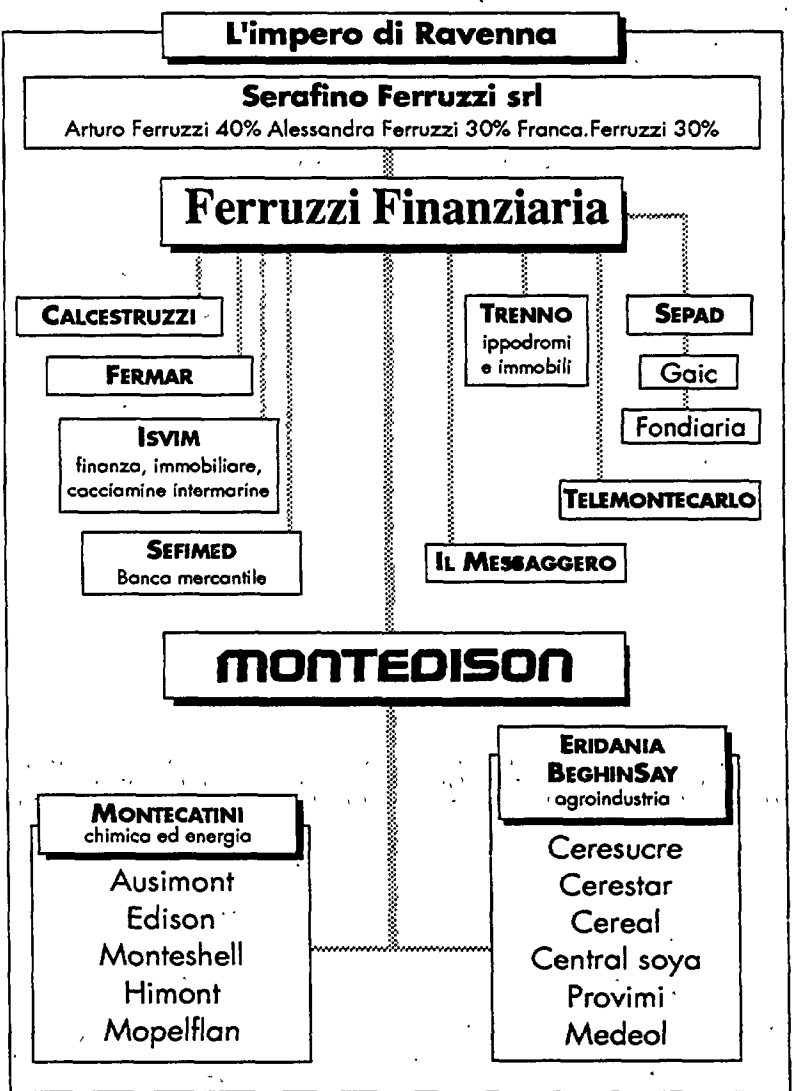 L'impero di Ravenna
Serafino Ferruzzi srl
Arturo Ferruzzi 40% Alessandra Ferruzzi 30% Franca.Ferruzzi 30%
Ferruzzi Finanziaria
CALCESTRUZZI
FERMAR
ISVIM
finanza, immobiliare,
cacciamine intermarine
SEFIMED
Banca mercantile
TRENNO
ippodromi
e immobili
SEPAD
Gaic
Fondiaria
TELEMONTECARLO
IL MESSAGGERO
MONTEDISON
MONTECATINI
chimica ed energia
Ausimont
Edison
Monteshell
Himont
Mopelflan
ERIDANIA
BEGHINSAY
agroindustria
Ceresucre
Cerestar
Cereal
Central soya
Provimi
Medeol